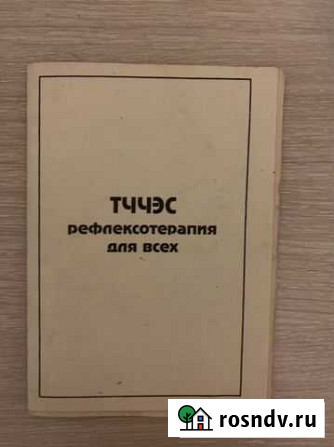 ТЧЧЭС
рефлексотерапия
для всех
rosndv.ru